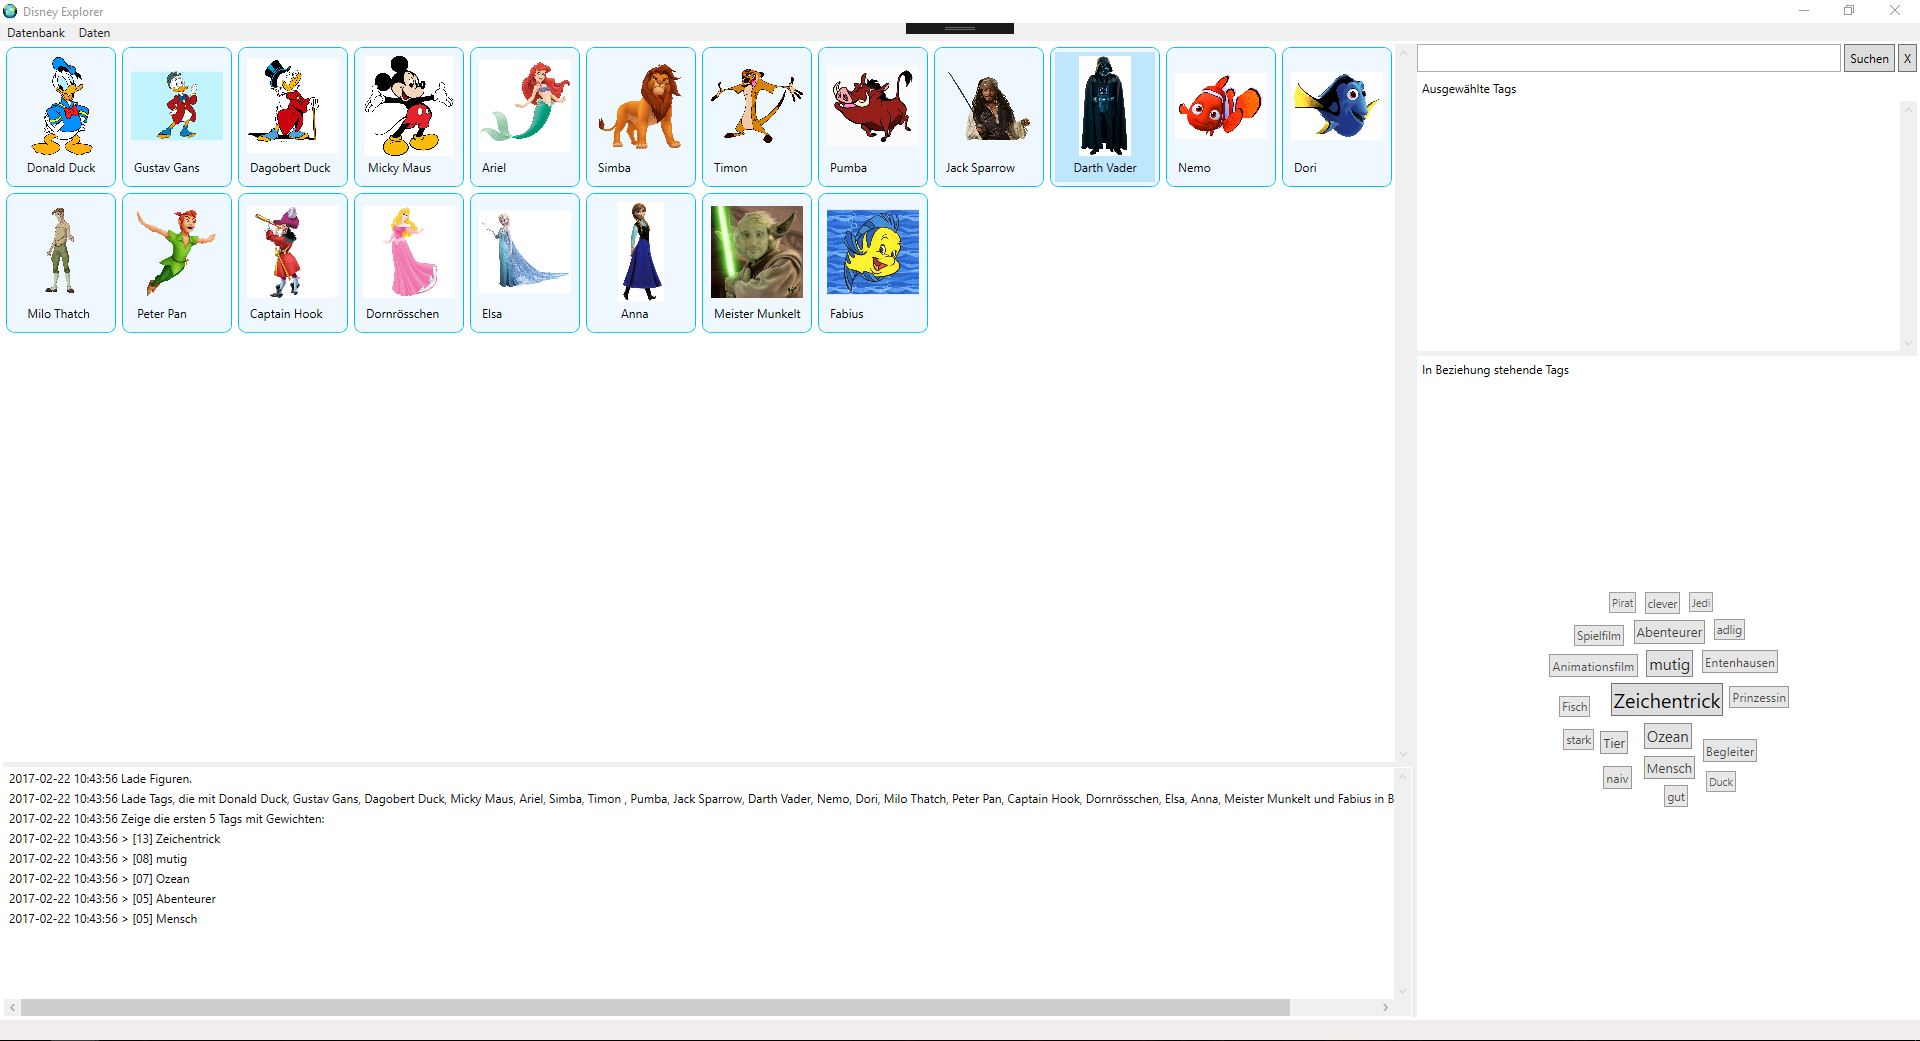 Disney Explorer
Datenbank Daten
Donald Duck Gustav Gans Dagobert Duck Micky Maus Ariel Simba Timon Pumba Jack Sparrow Darth Vader Nemo Dori
Milo Thatch Peter Pan Captain Hook Dornrösschen Elsa Anna Meister Munkelt Fabius
2017-02-22 10:43:56 Lade Figuren.
2017-02-22 10:43:56 Lade Tags, die mit Donald Duck, Gustav Gans, Dagobert Duck, Micky Maus, Ariel, Simba, Timon , Pumba, Jack Sparrow, Darth Vader, Nemo, Dori, Milo Thatch, Peter Pan, Captain Hook, Dornrösschen, Elsa, Anna, Meister Munkelt und Fabius in B
2017-02-22 10:43:56 Zeige die ersten 5 Tags mit Gewichten:
2017-02-22 10:43:56 > [13] Zeichentrick
2017-02-22 10:43:56 > [08] mutig
2017-02-22 10:43:56 > [07] Ozean
2017-02-22 10:43:56 > [05] Abenteurer
2017-02-22 10:43:56 > [05] Mensch
Suchen X
Ausgewählte Tags
In Beziehung stehende Tags
Pirat clever Jedi
Spielfilm Abenteurer adlig
Animationsfilm mutig Entenhausen
Fisch Zeichentrick Prinzessin
stark Tier Ozean Begleiter
naiv Mensch Duck
gut